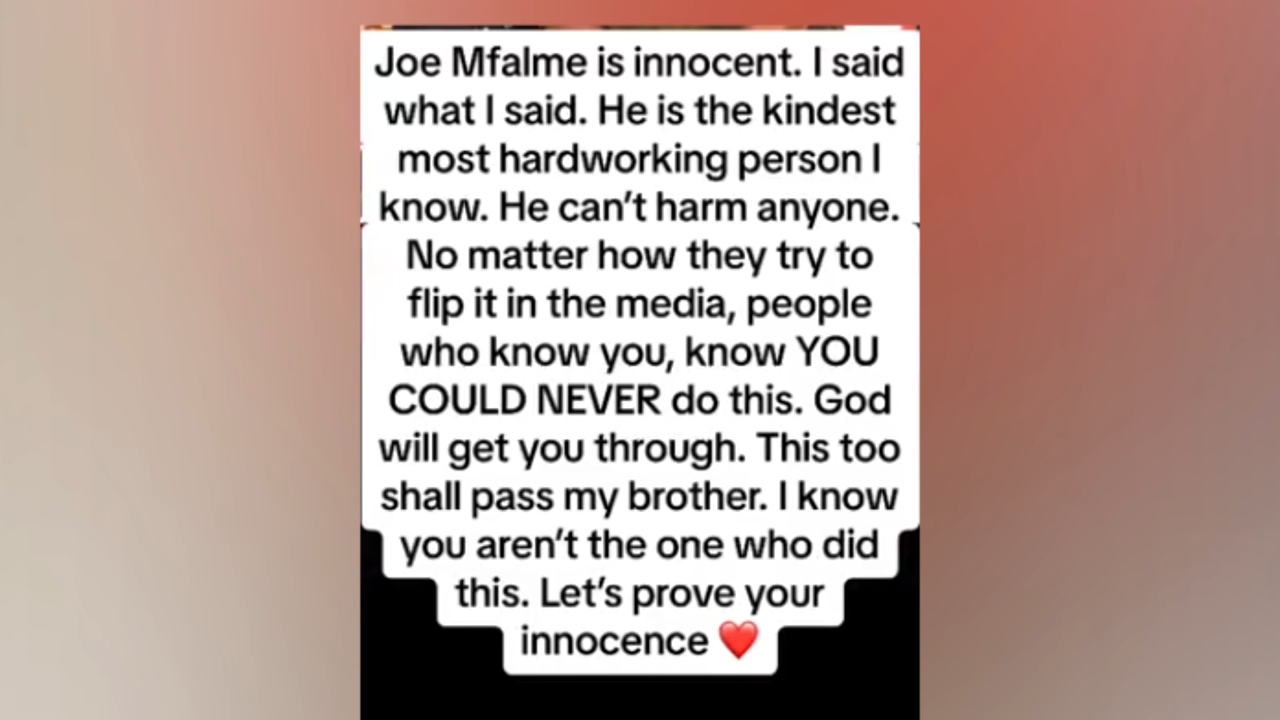 Joe Mfalme is innocent. I said
what I said. He is the kindest
most hardworking person I
know. He can’t harm anyone.
No matter how they try to
flip it in the media, people
who know you, know YOU
COULD NEVER do this. God
will get you through. This too
shall pass my brother. I know
you aren’t the one who did
this. Let’s prove your
innocence ❤️